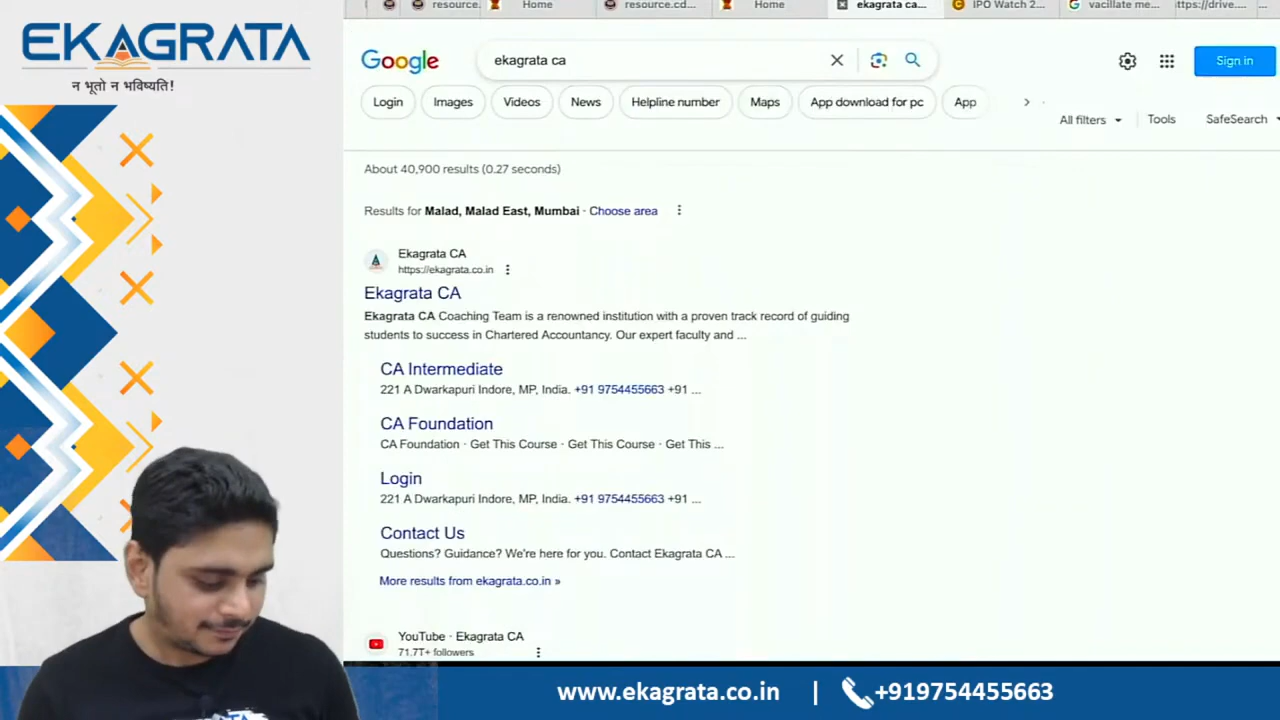 EKAGRATA
न भूतो न भविष्यति!
resource.
Home
resource.cd...
Home
ekagrata ca...
IPO Watch 2...
vacillate me...
https://drive....
Google
ekagrata ca
Sign in
Login
Images
Videos
News
Helpline number
Maps
App download for pc
App
All filters
Tools
SafeSearch
About 40,900 results (0.27 seconds)
Results for Malad, Malad East, Mumbai · Choose area
Ekagrata CA
https://ekagrata.co.in
Ekagrata CA
Ekagrata CA Coaching Team is a renowned institution with a proven track record of guiding
students to success in Chartered Accountancy. Our expert faculty and ...
CA Intermediate
221 A Dwarkapuri Indore, MP, India. +91 9754455663 +91 ...
CA Foundation
CA Foundation · Get This Course · Get This Course · Get This ...
Login
221 A Dwarkapuri Indore, MP, India. +91 9754455663 +91 ...
Contact Us
Questions? Guidance? We're here for you. Contact Ekagrata CA ...
More results from ekagrata.co.in »
YouTube · Ekagrata CA
71.7T+ followers
www.ekagrata.co.in | +919754455663